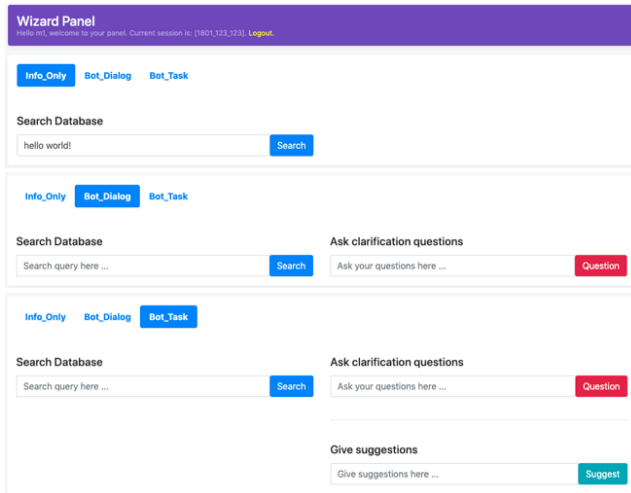 Wizard Panel
Hello m1, welcome to your panel. Current session is: [1801_123_123]. Logout.
Info_Only Bot_Dialog Bot_Task
Search Database
hello world! Search
Info_Only Bot_Dialog Bot_Task
Search Database Ask clarification questions
Search query here ... Search Ask your questions here ... Question
Info_Only Bot_Dialog Bot_Task
Search Database Ask clarification questions
Search query here ... Search Ask your questions here ... Question
Give suggestions
Give suggestions here ... Suggest